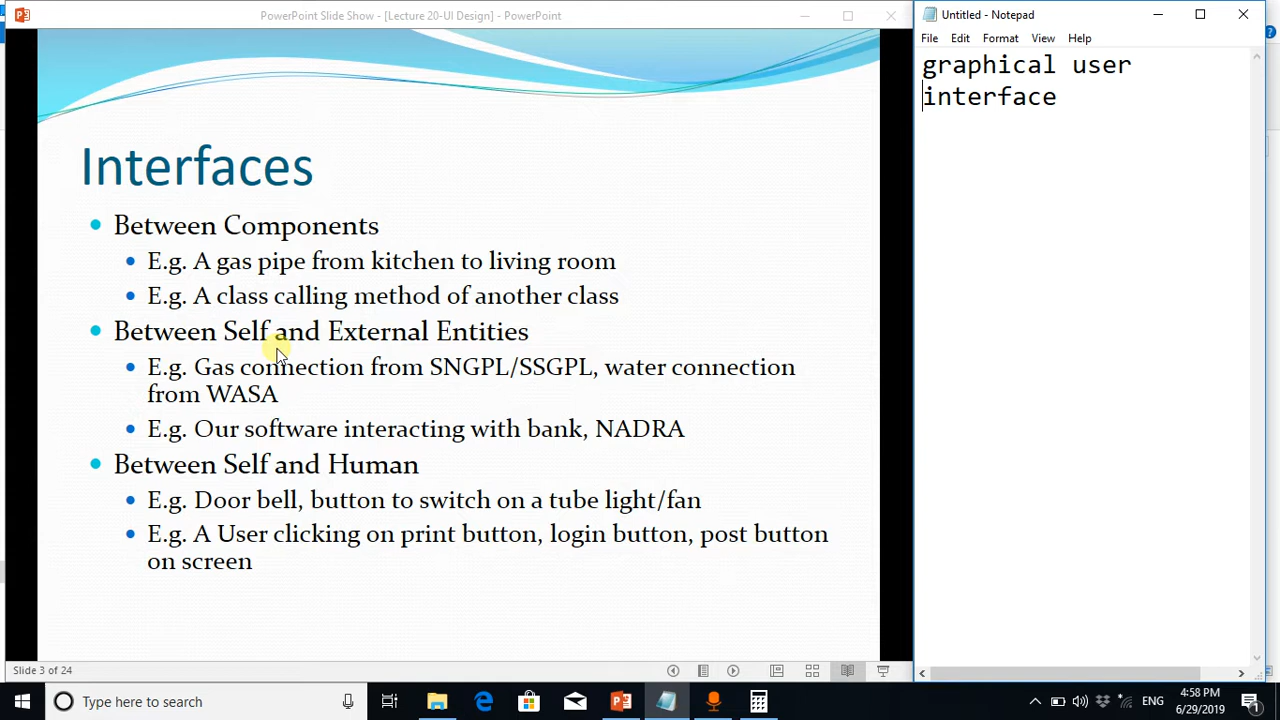 PowerPoint Slide Show - [Lecture 20-UI Design] - PowerPoint
Interfaces
Between Components
E.g. A gas pipe from kitchen to living room
E.g. A class calling method of another class
Between Self and External Entities
E.g. Gas connection from SNGPL/SSGPL, water connection
from WASA
E.g. Our software interacting with bank, NADRA
Between Self and Human
E.g. Door bell, button to switch on a tube light/fan
E.g. A User clicking on print button, login button, post button
on screen
Slide 3 of 24
Untitled - Notepad
File Edit Format View Help
graphical user
interface
Type here to search
ENG
4:58 PM
6/29/2019
1